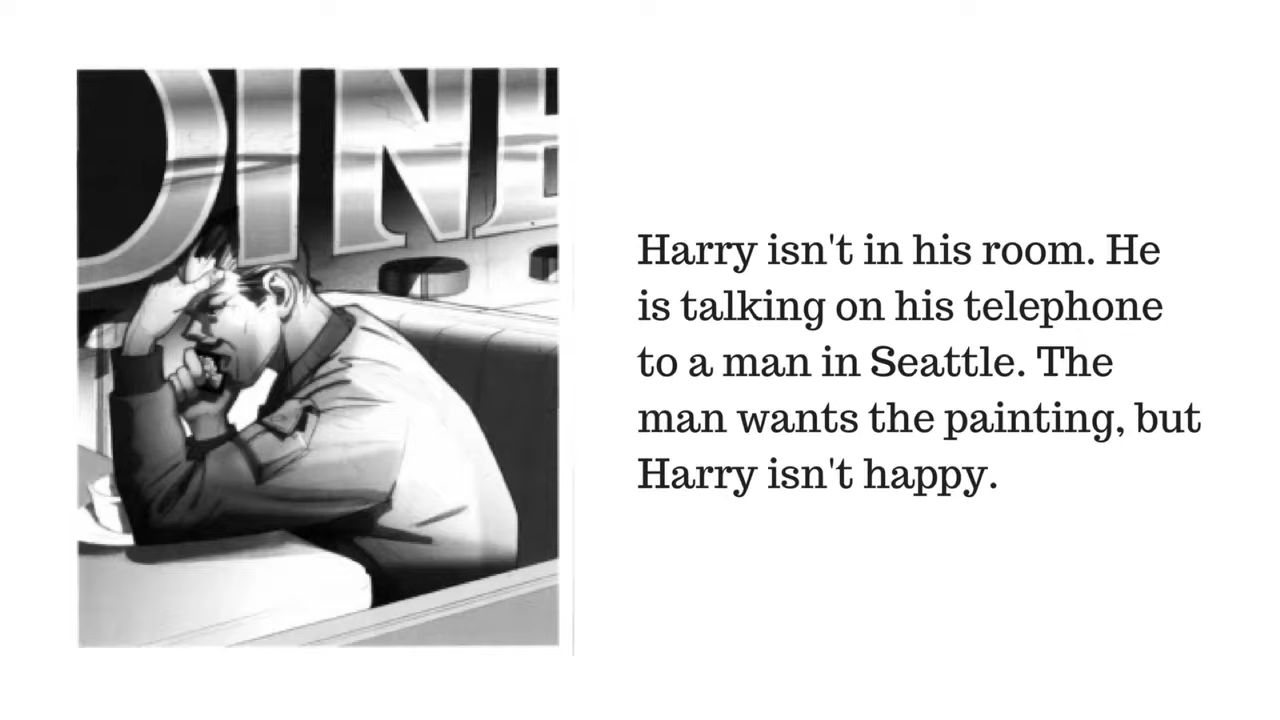 DINE
Harry isn't in his room. He
is talking on his telephone
to a man in Seattle. The
man wants the painting, but
Harry isn't happy.